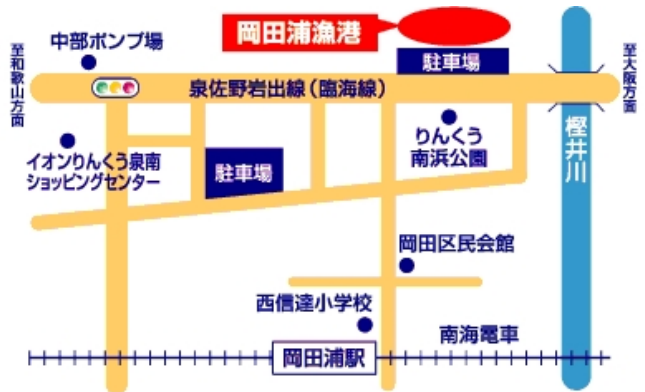 岡田浦漁港
中部ポンプ場
至和歌山方面
駐車場
至大阪方面
泉佐野岩出線（臨海線）
りんくう
南浜公園
樫井川
イオンりんくう泉南
ショッピングセンター
駐車場
岡田区民会館
西信達小学校
南海電車
岡田浦駅